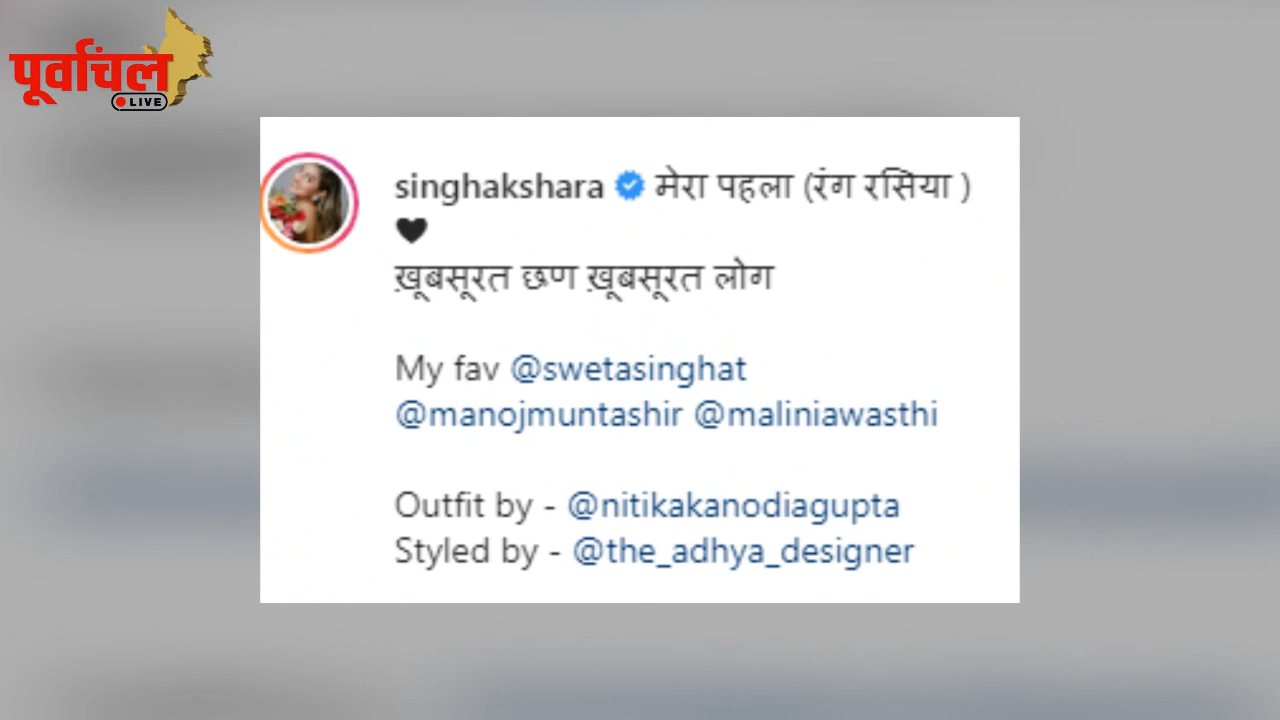 पूर्वांचल
LIVE
singhakshara मेरा पहला (रंग रसिया )
🖤
ख़ूबसूरत छण ख़ूबसूरत लोग
My fav @swetasinghat
@manojmuntashir @maliniawasthi
Outfit by - @nitikakanodiagupta
Styled by - @the_adhya_designer